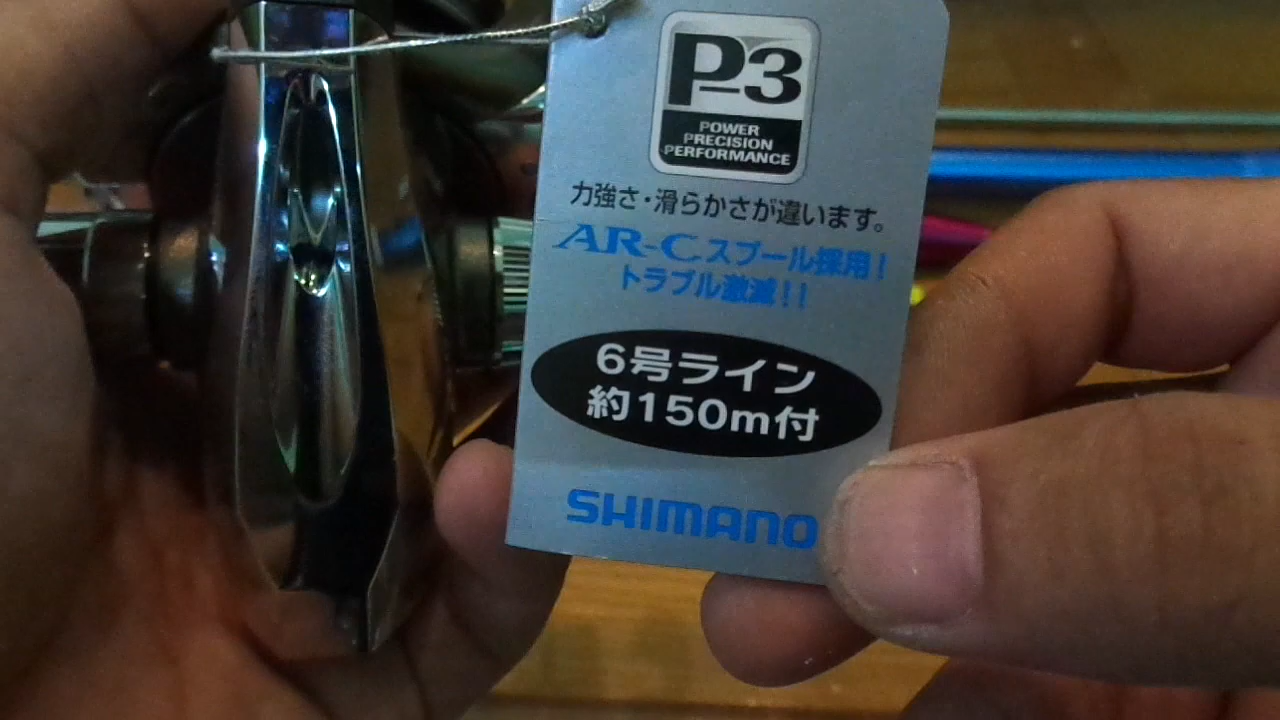 P-3
POWER
PRECISION
PERFORMANCE
力強さ・滑らかさが違います。
AR-Cスプール採用!
トラブル激減!!
6号ライン
約150m付
SHIMANO